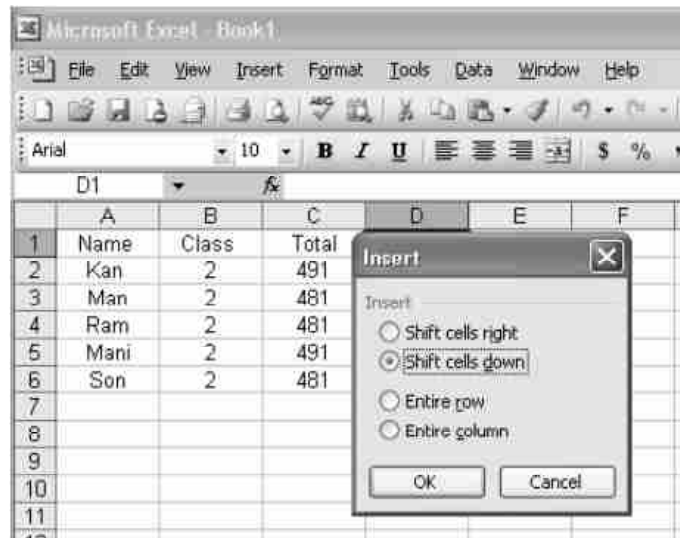 Microsoft Excel - Book1
File Edit View Insert Format Tools Data Window Help
Arial 10 B I U $ %
D1 fx
A B C D E F
1 Name Class Total
2 Kan 2 491
3 Man 2 481
4 Ram 2 481
5 Mani 2 491
6 Son 2 481
7
8
9
10
11
Insert
Insert
Shift cells right
Shift cells down
Entire row
Entire column
OK Cancel